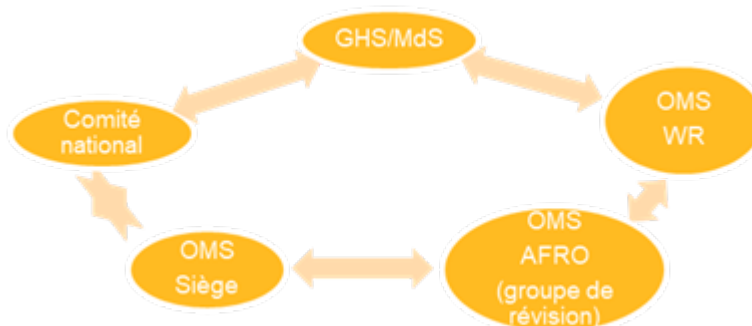 GHS/MdS
Comité
national
OMS
WR
OMS
Siège
OMS
AFRO
(groupe de
révision)